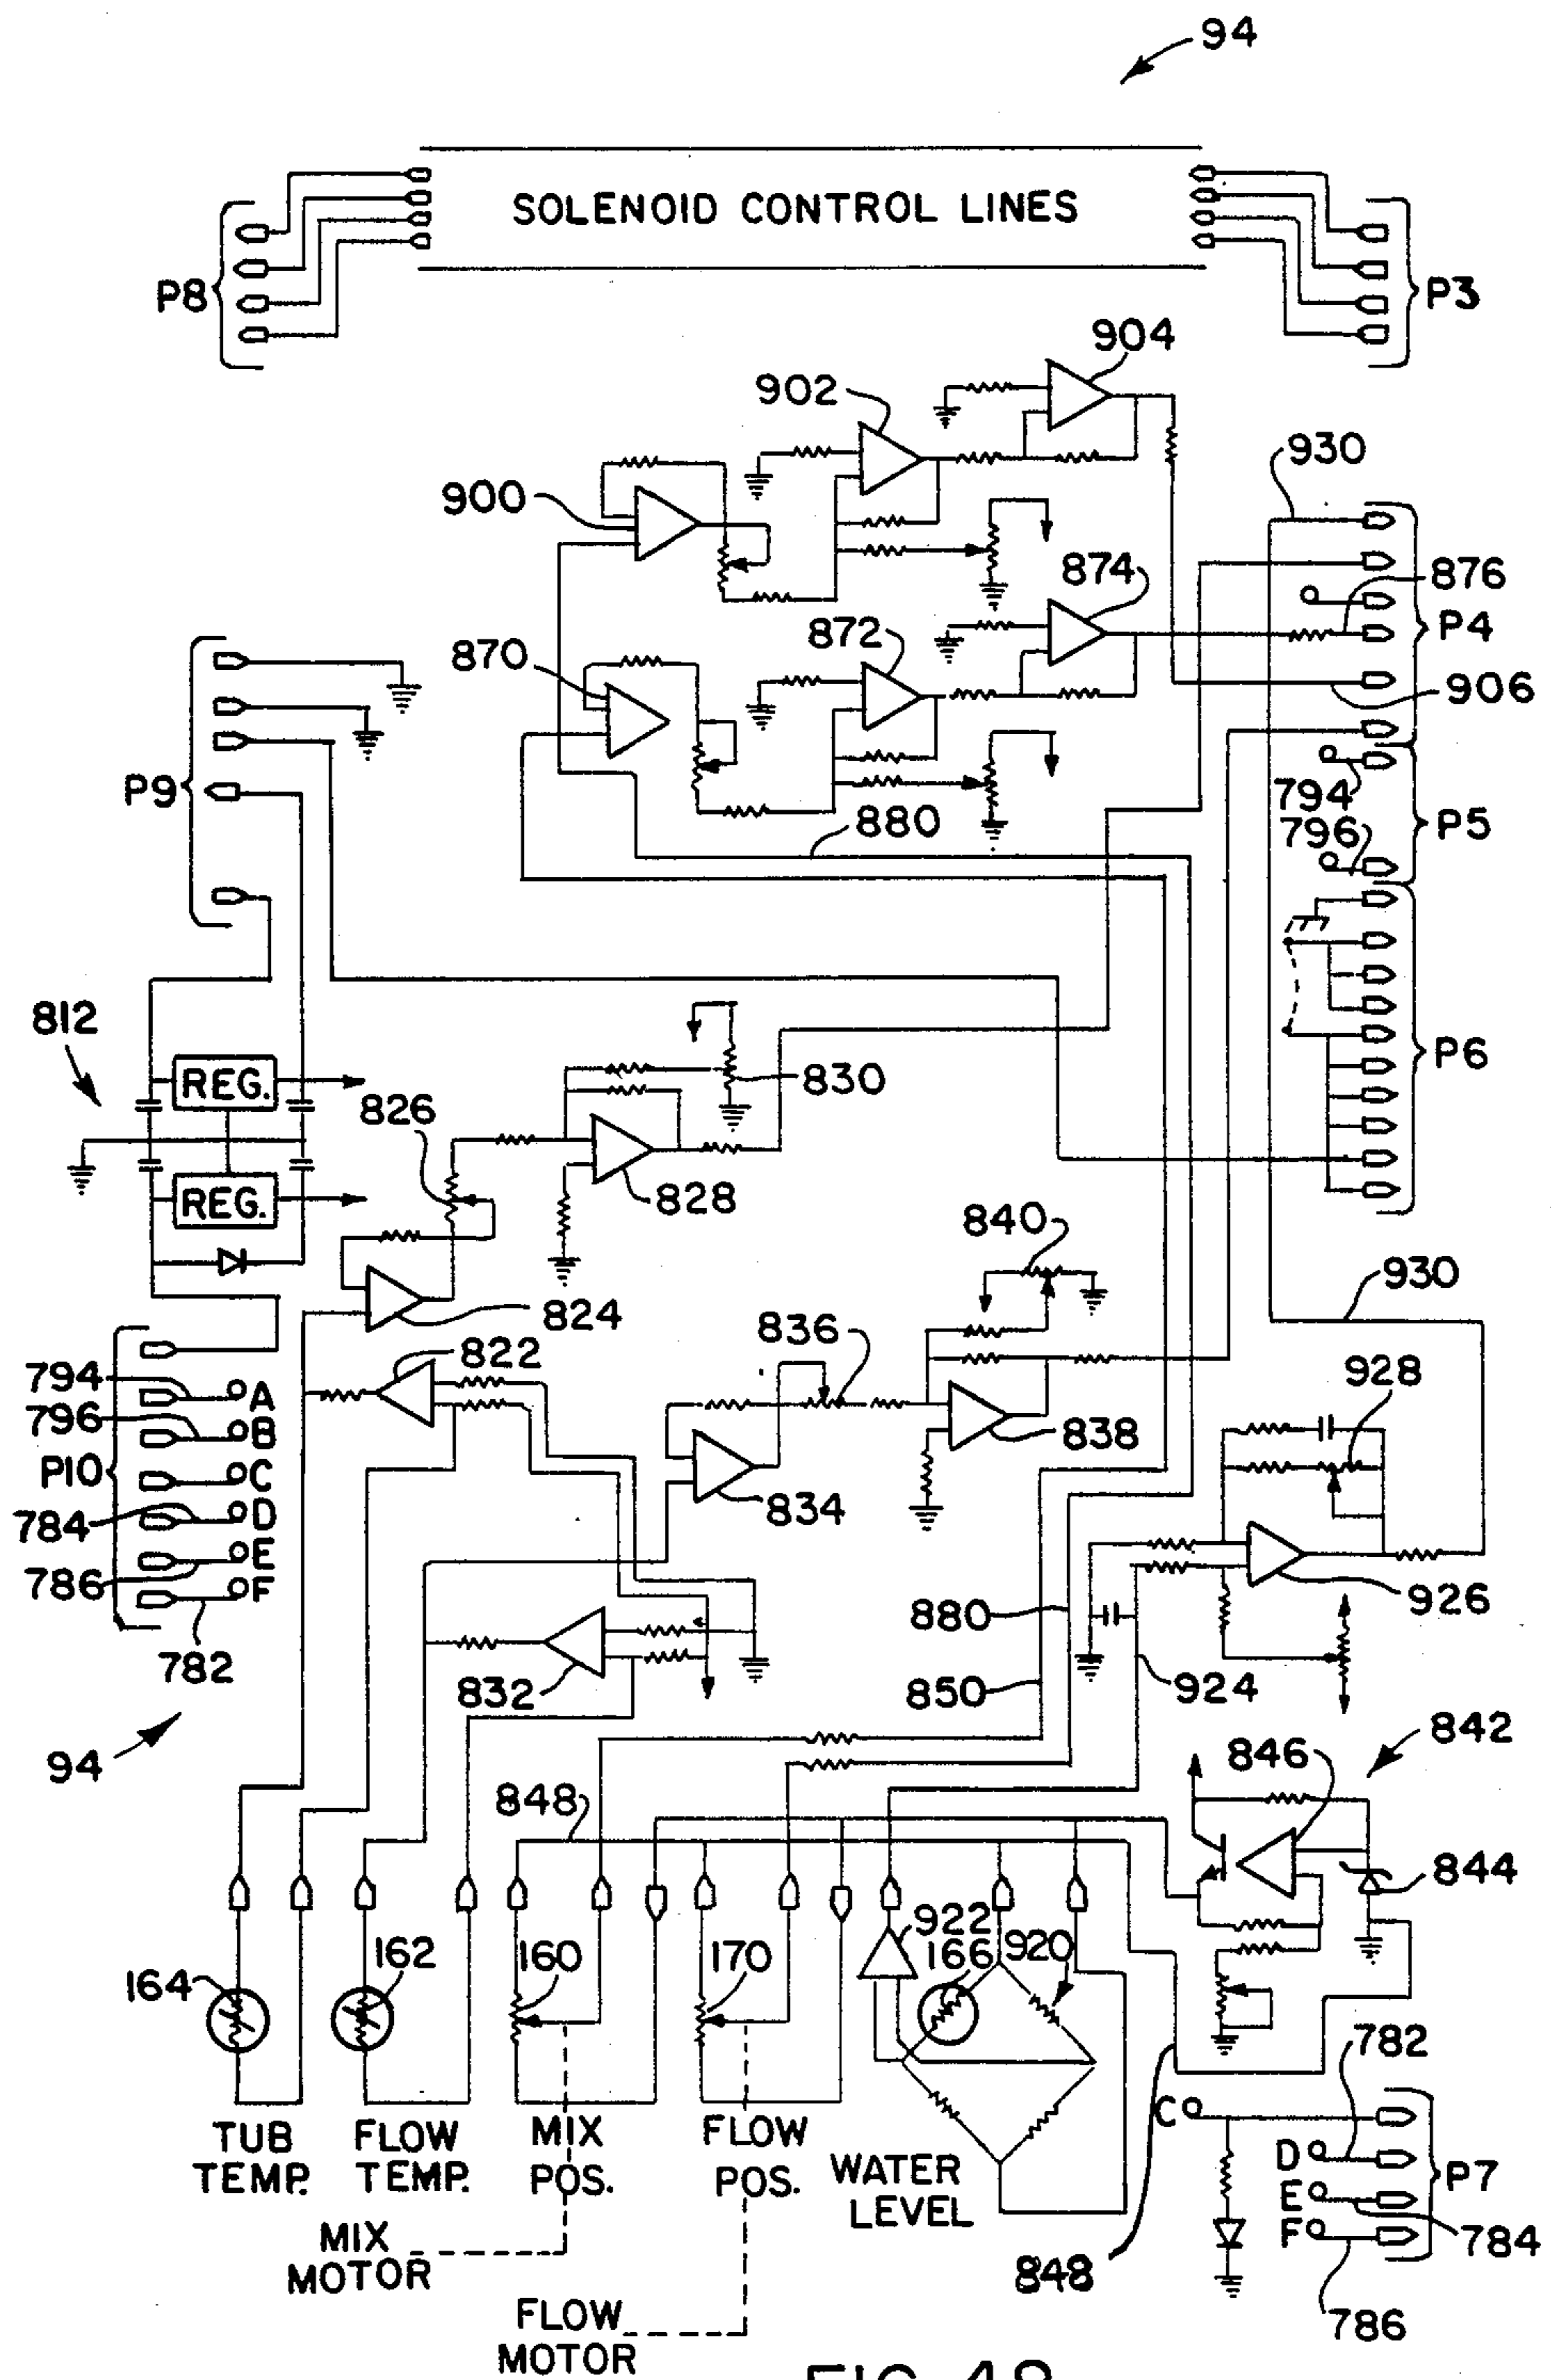 94
SOLENOID CONTROL LINES
P8
P3
904
902
930
900
874
876
872
P4
870
906
P9
794
880
796
P5
812
830
P6
REG.
826
REG.
828
840
930
824
836
822
794
A
928
796
B
838
P10
C
834
784
D
E
786
F
926
880
782
832
850
924
94
842
846
848
844
922
164
162
160
170
166
920
782
C
TUB
TEMP.
FLOW
TEMP.
MIX
POS.
FLOW
POS.
WATER
LEVEL
D
P7
E
MIX
MOTOR
848
F
784
FLOW
MOTOR
786
FIG. 48